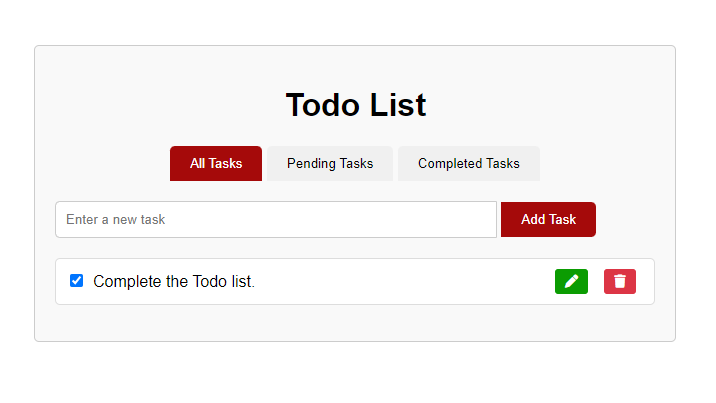 Todo List
All Tasks Pending Tasks Completed Tasks
Enter a new task Add Task
Complete the Todo list.